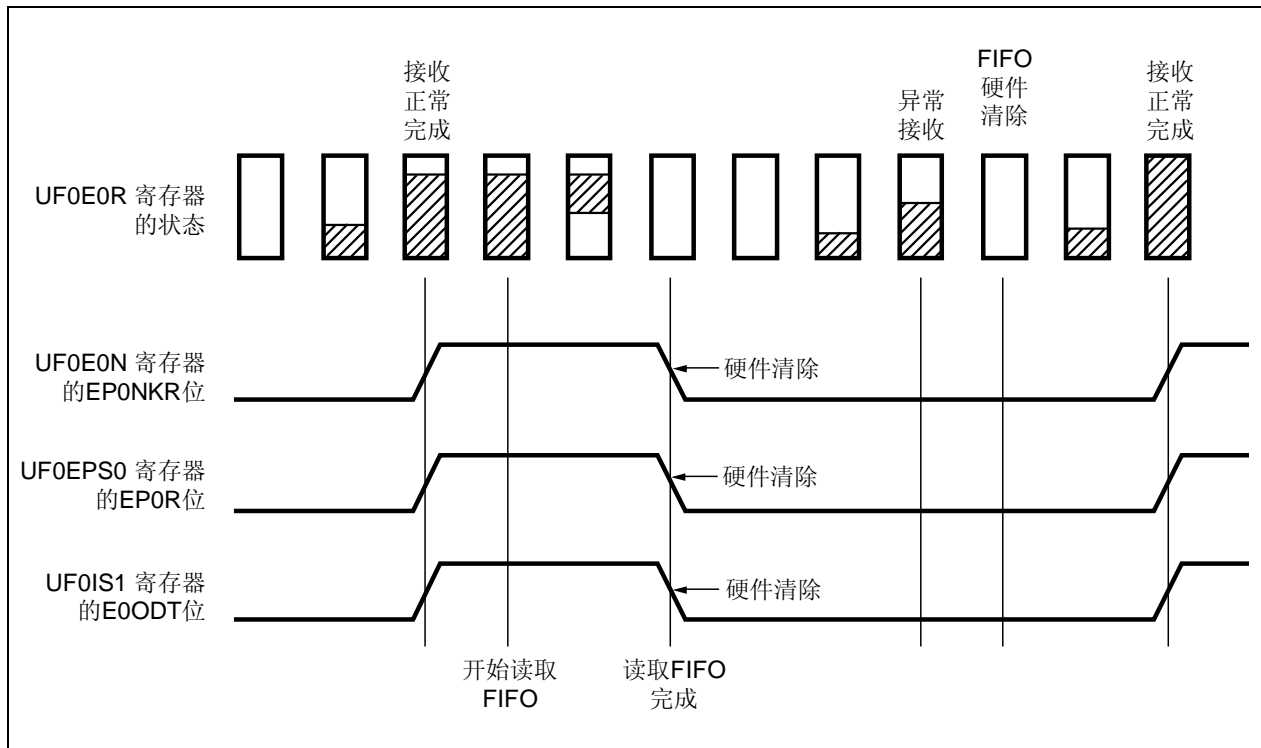 接收
正常
完成
异常
接收
FIFO
硬件
清除
接收
正常
完成
UF0E0R 寄存器
的状态
UF0E0N 寄存器
的EP0NKR位
硬件清除
UF0EPS0 寄存器
的EP0R位
硬件清除
UF0IS1 寄存器
的E0ODT位
硬件清除
开始读取
FIFO
读取FIFO
完成